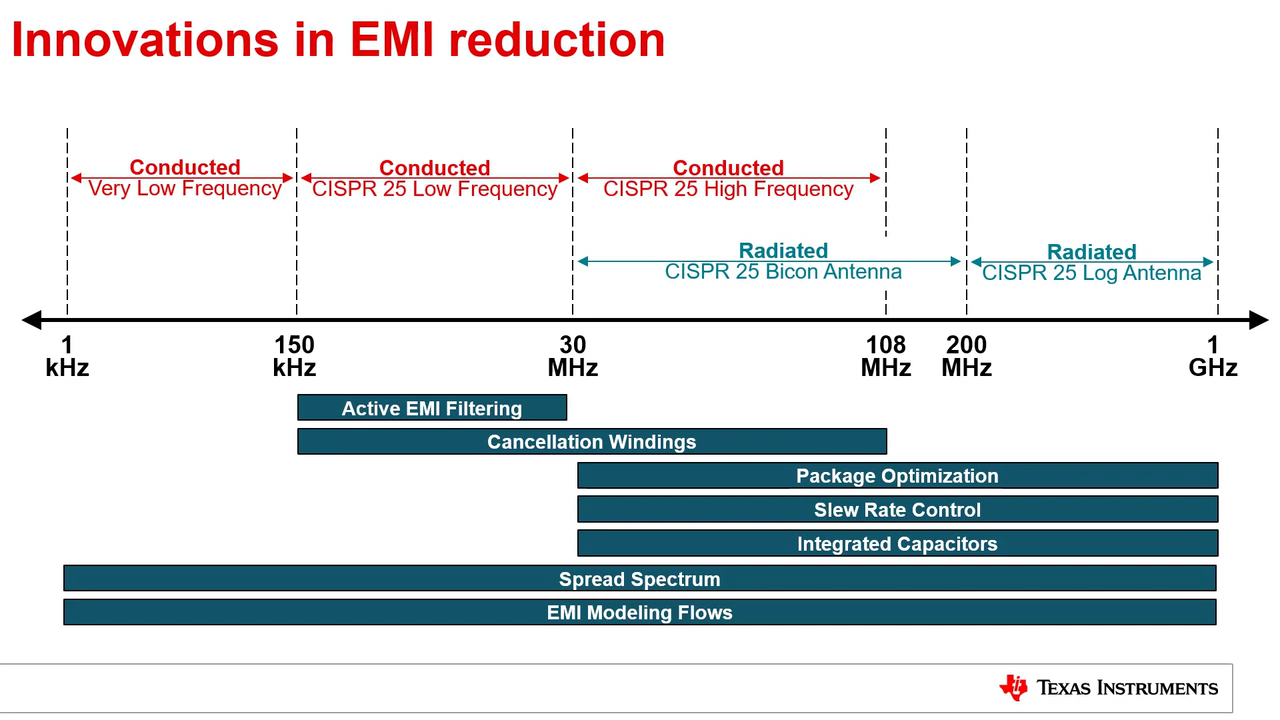 Innovations in EMI reduction
Conducted
Very Low Frequency
Conducted
CISPR 25 Low Frequency
Conducted
CISPR 25 High Frequency
Radiated
CISPR 25 Bicon Antenna
Radiated
CISPR 25 Log Antenna
1
kHz
150
kHz
30
MHz
108
MHz
200
MHz
1
GHz
Active EMI Filtering
Cancellation Windings
Package Optimization
Slew Rate Control
Integrated Capacitors
Spread Spectrum
EMI Modeling Flows
TEXAS INSTRUMENTS